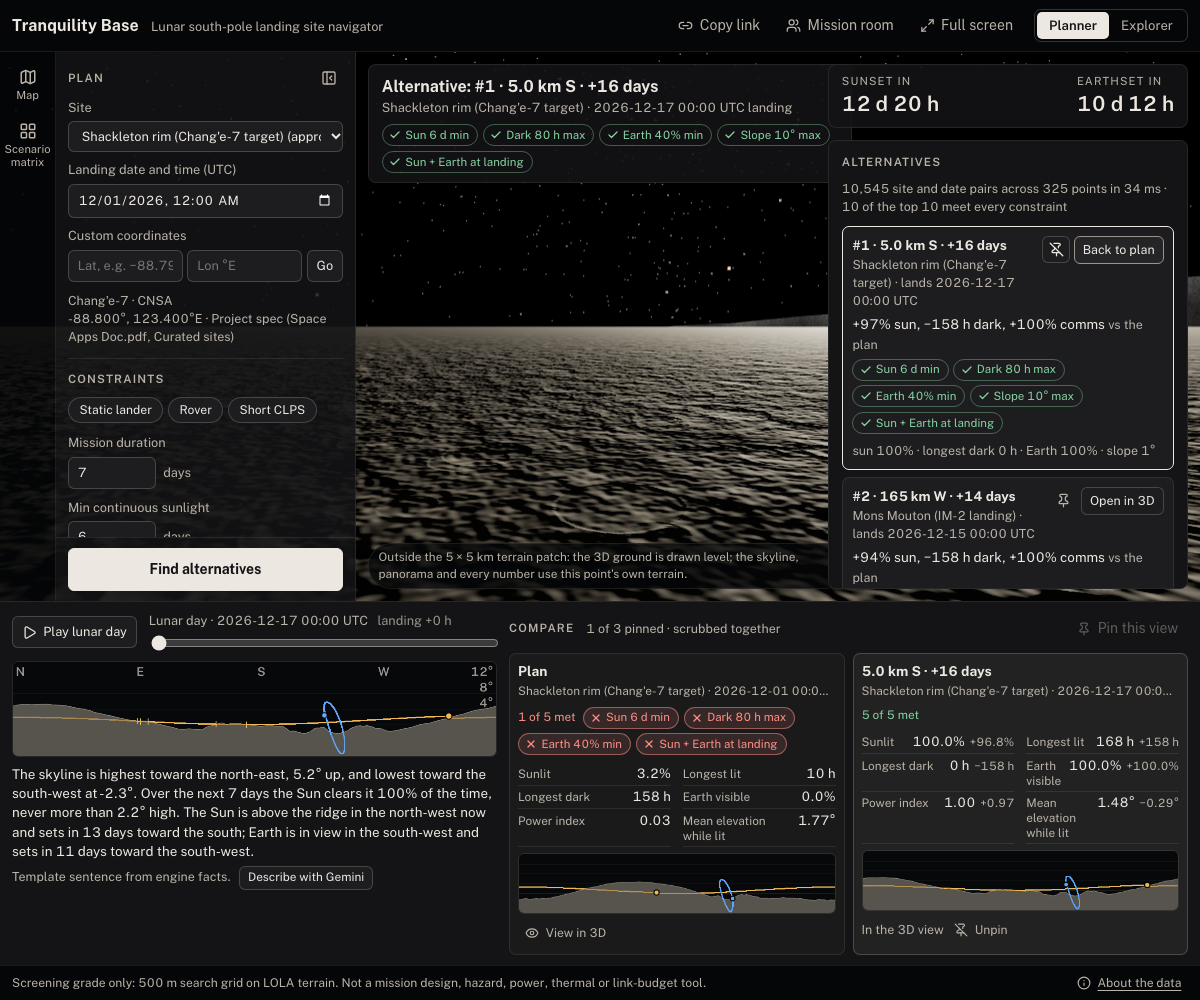 Tranquility Base
Lunar south-pole landing site navigator
Copy link
Mission room
Full screen
Planner
Explorer
Map
Scenario
matrix
PLAN
Site
Shackleton rim (Chang'e-7 target) (appro
Landing date and time (UTC)
12/01/2026, 12:00 AM
Custom coordinates
Lat, e.g. −88.79
Lon °E
Go
Chang'e-7 · CNSA
-88.800°, 123.400°E · Project spec (Space
Apps Doc.pdf, Curated sites)
CONSTRAINTS
Static lander
Rover
Short CLPS
Mission duration
7
days
Min continuous sunlight
6
days
Find alternatives
Alternative: #1 · 5.0 km S · +16 days
Shackleton rim (Chang'e-7 target) · 2026-12-17 00:00 UTC landing
Sun 6 d min
Dark 80 h max
Earth 40% min
Slope 10° max
Sun + Earth at landing
Outside the 5 × 5 km terrain patch: the 3D ground is drawn level; the skyline,
panorama and every number use this point's own terrain.
SUNSET IN
12 d 20 h
EARTHSET IN
10 d 12 h
ALTERNATIVES
10,545 site and date pairs across 325 points in 34 ms ·
10 of the top 10 meet every constraint
#1 · 5.0 km S · +16 days
Back to plan
Shackleton rim (Chang'e-7
target) · lands 2026-12-17
00:00 UTC
+97% sun, −158 h dark, +100% comms vs the
plan
Sun 6 d min
Dark 80 h max
Earth 40% min
Slope 10° max
Sun + Earth at landing
sun 100% · longest dark 0 h · Earth 100% · slope 1°
#2 · 165 km W · +14 days
Open in 3D
Mons Mouton (IM-2 landing) ·
lands 2026-12-15 00:00 UTC
+94% sun, −158 h dark, +100% comms vs the
plan
Play lunar day
Lunar day · 2026-12-17 00:00 UTC
landing +0 h
N
E
S
W
12°
8°
4°
The skyline is highest toward the north-east, 5.2° up, and lowest toward the
south-west at -2.3°. Over the next 7 days the Sun clears it 100% of the time,
never more than 2.2° high. The Sun is above the ridge in the north-west now
and sets in 13 days toward the south; Earth is in view in the south-west and
sets in 11 days toward the south-west.
Template sentence from engine facts.
Describe with Gemini
COMPARE
1 of 3 pinned · scrubbed together
Pin this view
Plan
Shackleton rim (Chang'e-7 target) · 2026-12-01 00:0…
1 of 5 met
Sun 6 d min
Dark 80 h max
Earth 40% min
Sun + Earth at landing
Sunlit 3.2%
Longest lit 10 h
Longest dark 158 h
Earth visible 0.0%
Power index 0.03
Mean elevation
while lit
1.77°
View in 3D
5.0 km S · +16 days
Shackleton rim (Chang'e-7 target) · 2026-12-17 00:0…
5 of 5 met
Sunlit 100.0% +96.8%
Longest lit 168 h +158 h
Longest dark 0 h −158 h
Earth
visible
100.0% +100.0%
Power index 1.00 +0.97
Mean
elevation
while lit
1.48° −0.29°
In the 3D view
Unpin
Screening grade only: 500 m search grid on LOLA terrain. Not a mission design, hazard, power, thermal or link-budget tool.
About the data